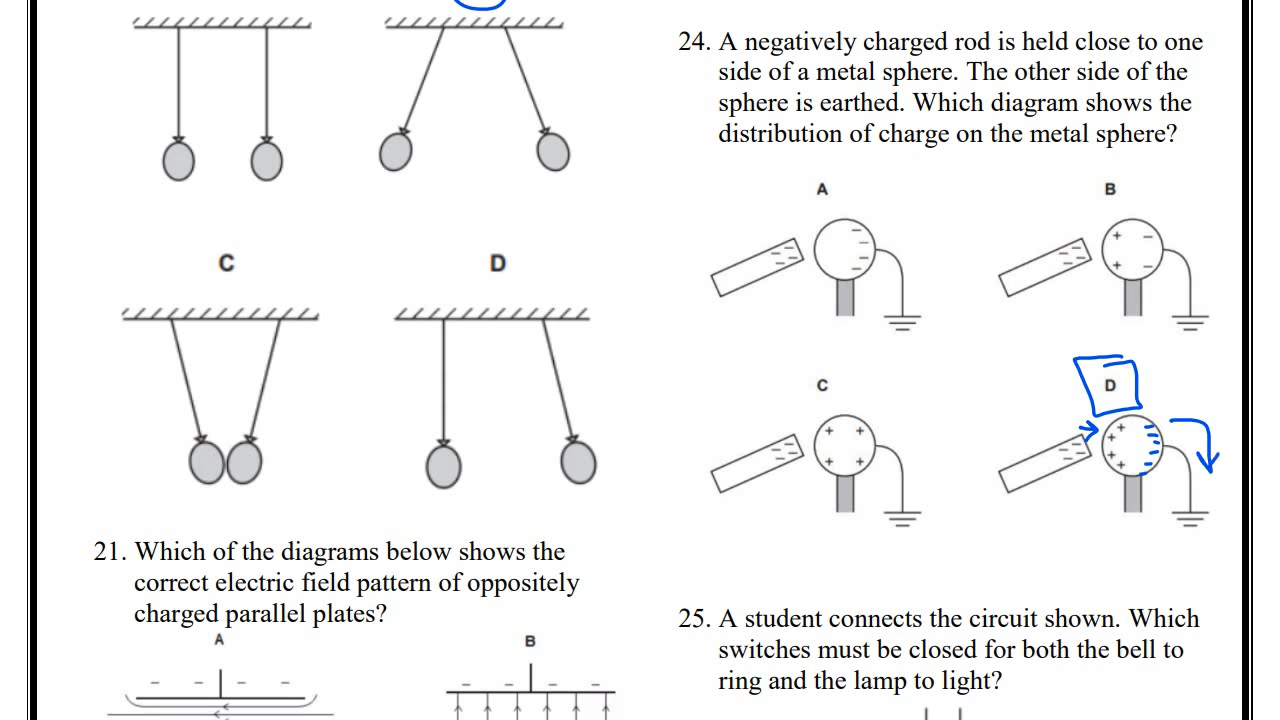 C
D
21. Which of the diagrams below shows the
correct electric field pattern of oppositely
charged parallel plates?
A
B
- - - -
- - - -
24. A negatively charged rod is held close to one
side of a metal sphere. The other side of the
sphere is earthed. Which diagram shows the
distribution of charge on the metal sphere?
A
B
+ -
+ -
C
D
+ +
+ +
+
+
+
+
25. A student connects the circuit shown. Which
switches must be closed for both the bell to
ring and the lamp to light?